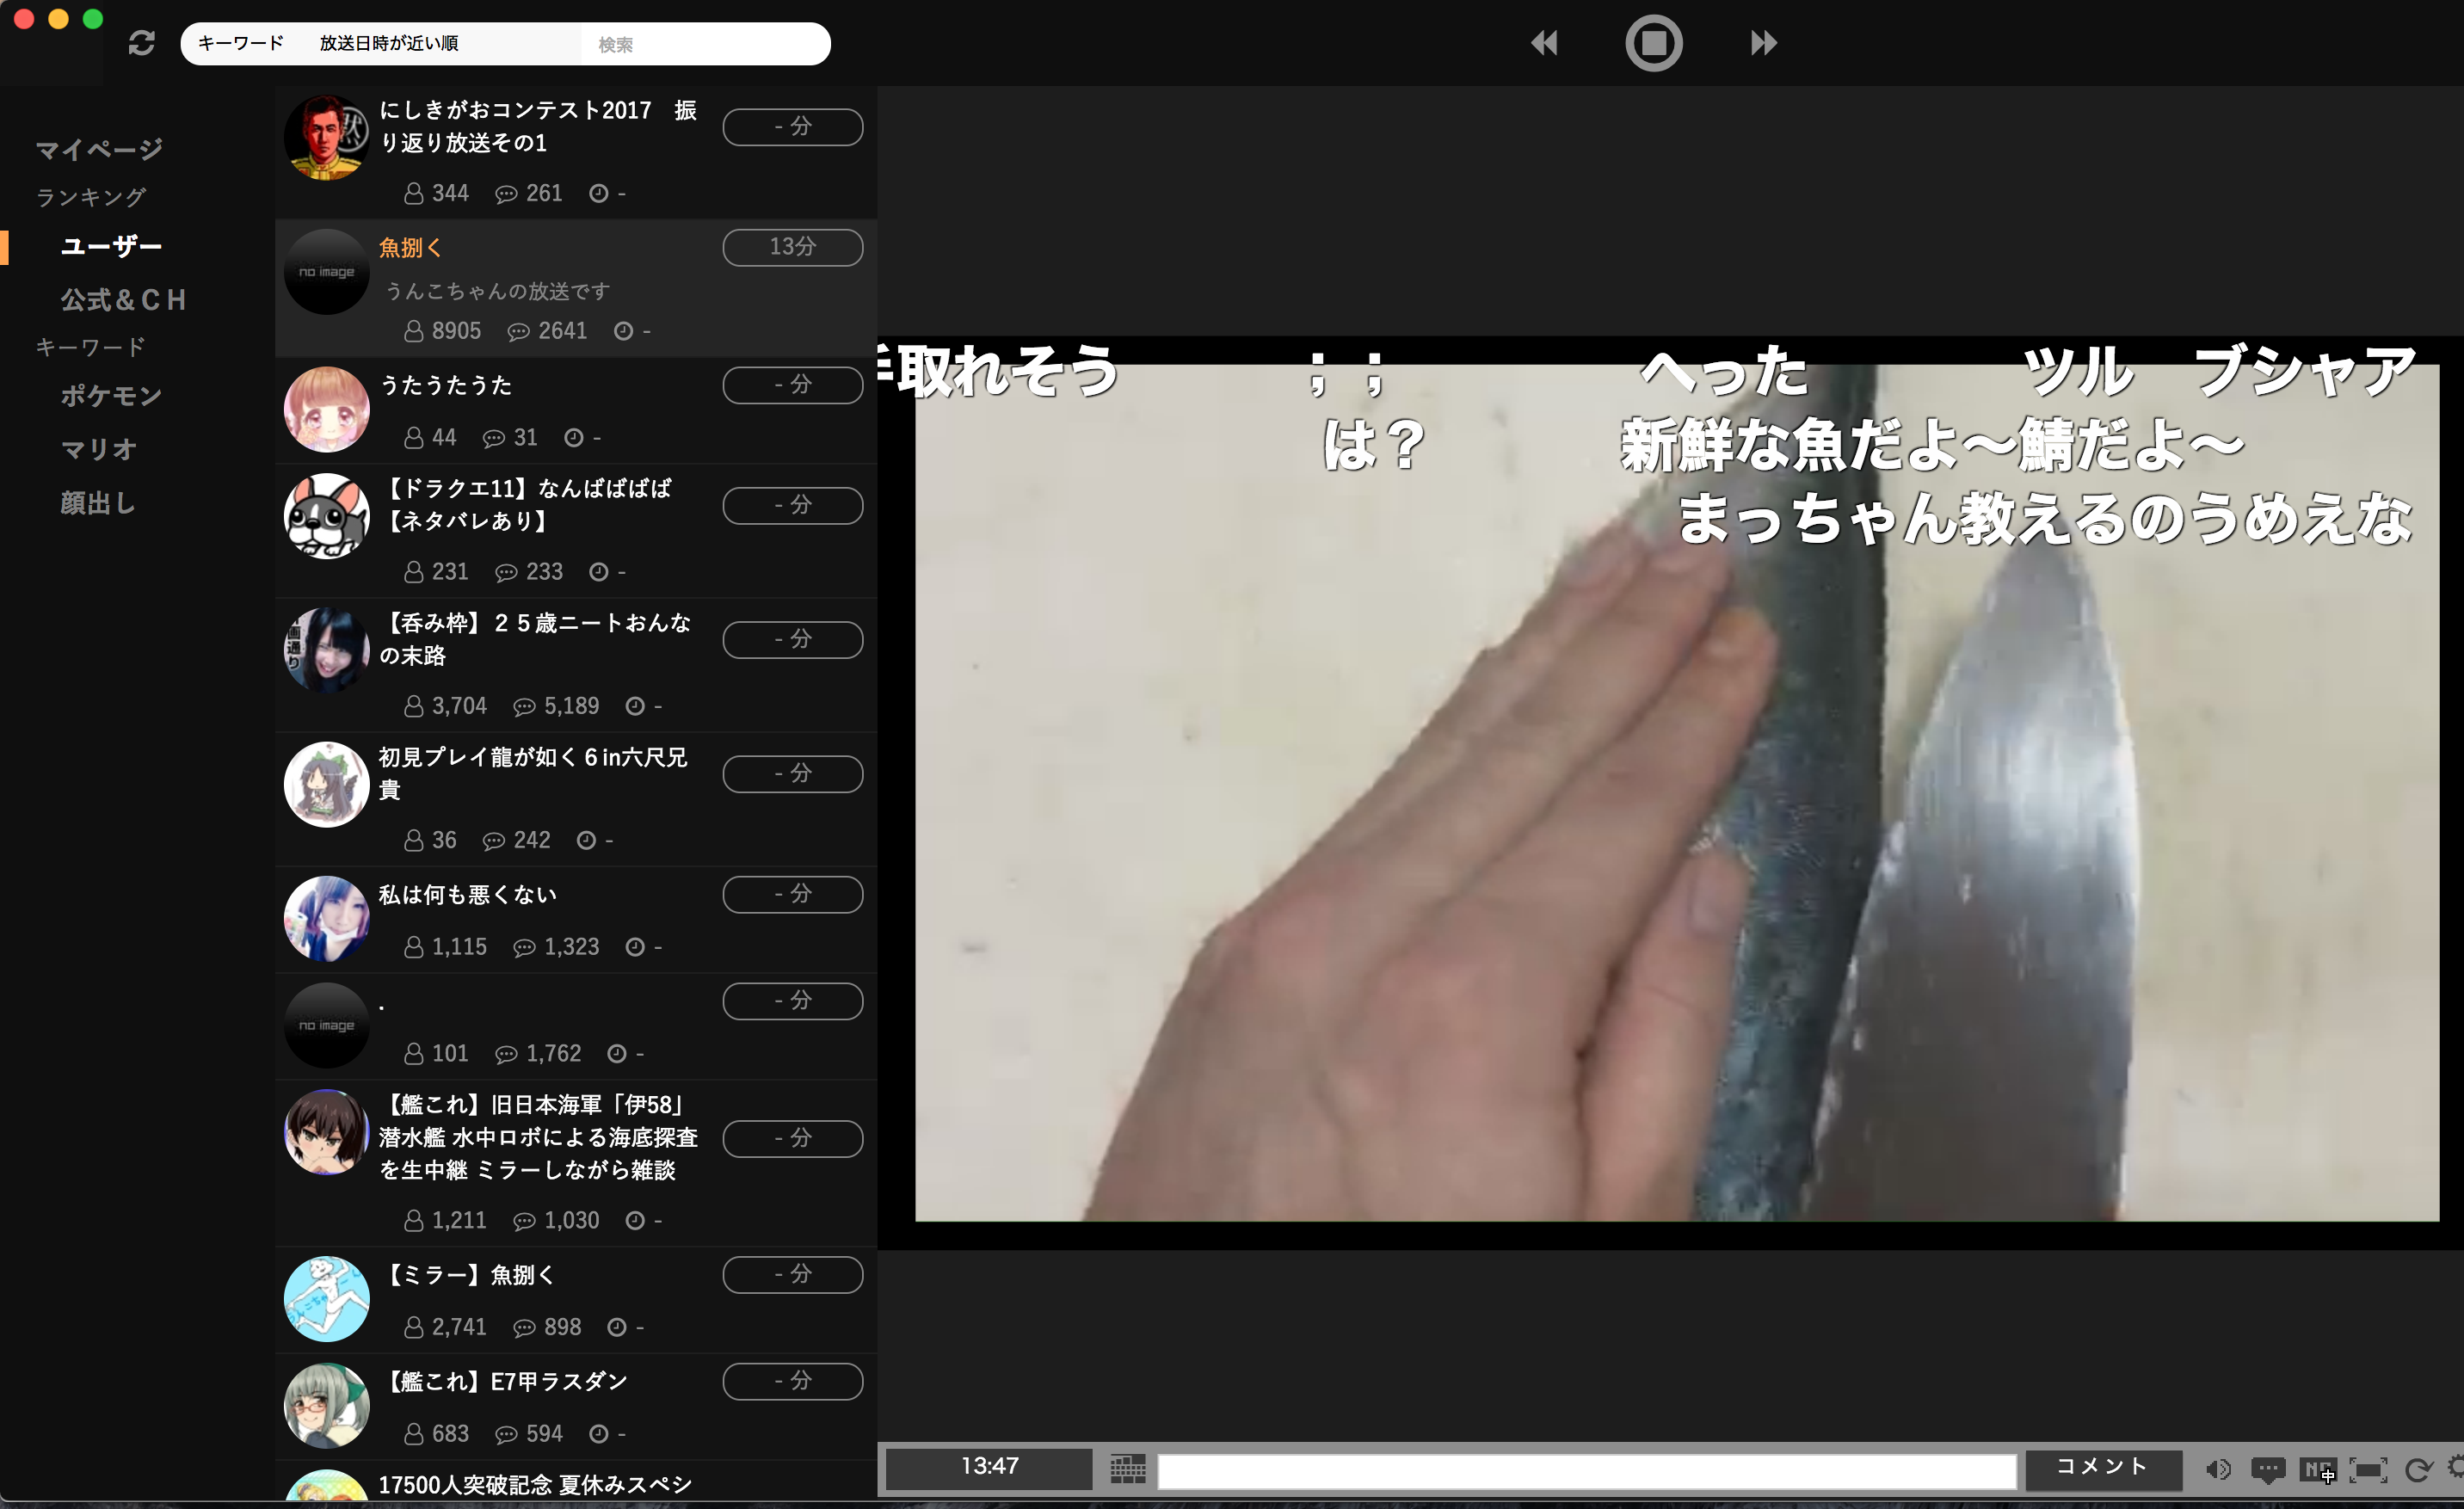 キーワード 放送日時が近い順 検索
マイページ
ランキング
ユーザー
公式＆ＣＨ
キーワード
ポケモン
マリオ
顔出し
にしきがおコンテスト2017　振
り返り放送その1
- 分
344 261 -
no image
魚捌く
13分
うんこちゃんの放送です
8905 2641 -
うたうたうた
- 分
44 31 -
【ドラクエ11】なんばばばば
【ネタバレあり】
- 分
231 233 -
【呑み枠】２５歳ニートおんな
の末路
- 分
3,704 5,189 -
初見プレイ龍が如く６in六尺兄
貴
- 分
36 242 -
私は何も悪くない
- 分
1,115 1,323 -
no image
.
- 分
101 1,762 -
【艦これ】旧日本海軍「伊58」
潜水艦 水中ロボによる海底探査
を生中継 ミラーしながら雑談
- 分
1,211 1,030 -
【ミラー】魚捌く
- 分
2,741 898 -
【艦これ】E7甲ラスダン
- 分
683 594 -
17500人突破記念 夏休みスペシ
手取れそう ；； へった ツル ブシャア
は？ 新鮮な魚だよ〜鯖だよ〜
まっちゃん教えるのうめえな
13:47 コメント